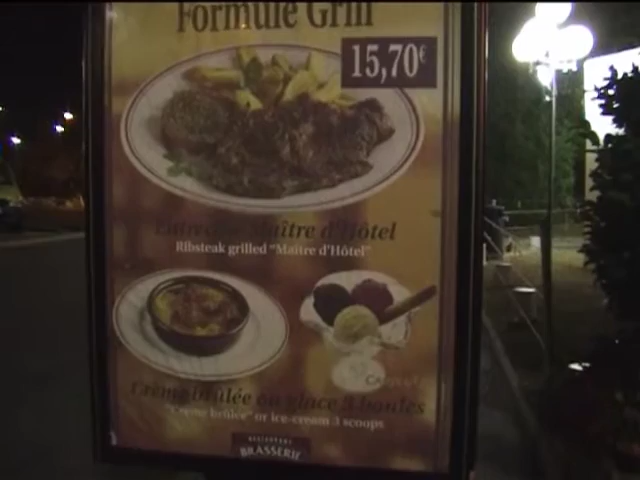 Formule Grill
15,70€
Entrecôte Maître d'Hôtel
Ribsteak grilled "Maître d'Hôtel"
Crème brûlée ou glace 3 boules
"Crème brûlée" or ice-cream 3 scoops
RESTAURANT
BRASSERIE